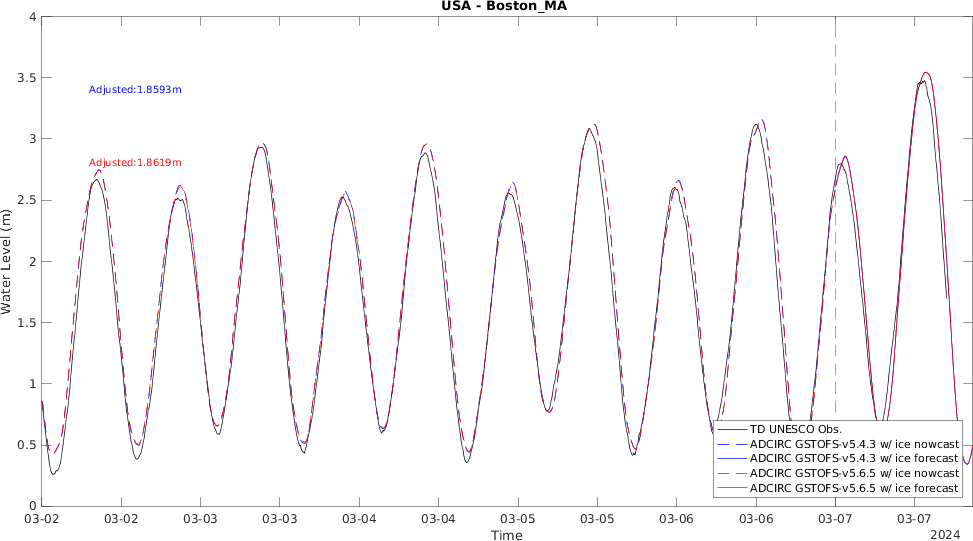 USA - Boston_MA
4
3.5
3
2.5
2
1.5
1
0.5
0
Water Level (m)
Adjusted:1.8593m
Adjusted:1.8619m
TD UNESCO Obs.
ADCIRC GSTOFS-v5.4.3 w/ ice nowcast
ADCIRC GSTOFS-v5.4.3 w/ ice forecast
ADCIRC GSTOFS-v5.6.5 w/ ice nowcast
ADCIRC GSTOFS-v5.6.5 w/ ice forecast
03-02 03-02 03-03 03-03 03-04 03-04 03-05 03-05 03-06 03-06 03-07 03-07
Time
2024